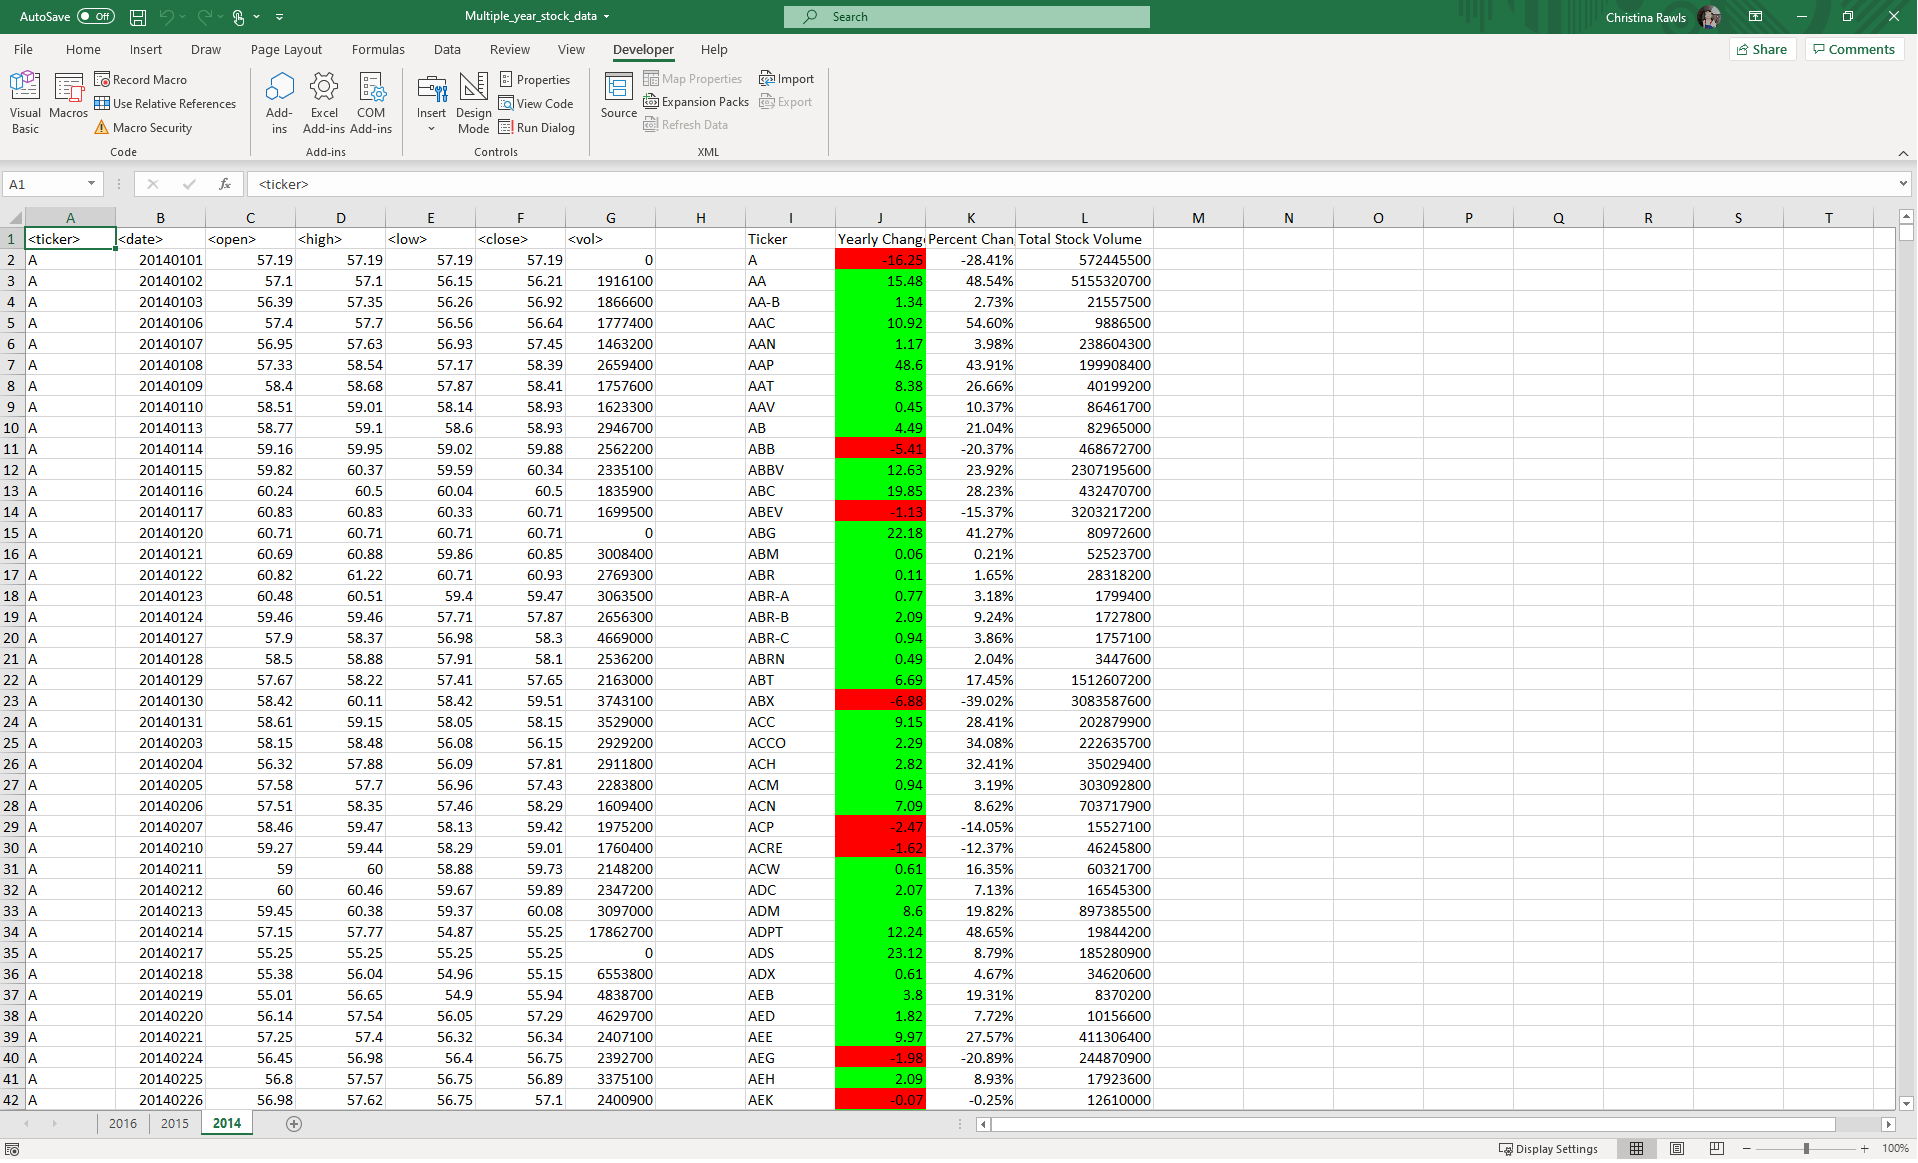 AutoSave Off Multiple_year_stock_data Search Christina Rawls
File Home Insert Draw Page Layout Formulas Data Review View Developer Help Share Comments
Visual Basic
Macros
Record Macro
Use Relative References
Macro Security
Code
Add-ins
Excel Add-ins
COM Add-ins
Add-ins
Insert
Design Mode
Properties
View Code
Run Dialog
Controls
Source
Map Properties
Expansion Packs
Refresh Data
Import
Export
XML
A1 fx <ticker>
A B C D E F G H I J K L M N O P Q R S T
1 <ticker> <date> <open> <high> <low> <close> <vol> Ticker Yearly Chang Percent Chan Total Stock Volume
2 A 20140101 57.19 57.19 57.19 57.19 0 A -16.25 -28.41% 572445500
3 A 20140102 57.1 57.1 56.15 56.21 1916100 AA 15.48 48.54% 5155320700
4 A 20140103 56.39 57.35 56.26 56.92 1866600 AA-B 1.34 2.73% 21557500
5 A 20140106 57.4 57.7 56.56 56.64 1777400 AAC 10.92 54.60% 9886500
6 A 20140107 56.95 57.63 56.93 57.45 1463200 AAN 1.17 3.98% 238604300
7 A 20140108 57.33 58.54 57.17 58.39 2659400 AAP 48.6 43.91% 199908400
8 A 20140109 58.4 58.68 57.87 58.41 1757600 AAT 8.38 26.66% 40199200
9 A 20140110 58.51 59.01 58.14 58.93 1623300 AAV 0.45 10.37% 86461700
10 A 20140113 58.77 59.1 58.6 58.93 2946700 AB 4.49 21.04% 82965000
11 A 20140114 59.16 59.95 59.02 59.88 2562200 ABB -5.41 -20.37% 468672700
12 A 20140115 59.82 60.37 59.59 60.34 2335100 ABBV 12.63 23.92% 2307195600
13 A 20140116 60.24 60.5 60.04 60.5 1835900 ABC 19.85 28.23% 432470700
14 A 20140117 60.83 60.83 60.33 60.71 1699500 ABEV -1.13 -15.37% 3203217200
15 A 20140120 60.71 60.71 60.71 60.71 0 ABG 22.18 41.27% 80972600
16 A 20140121 60.69 60.88 59.86 60.85 3008400 ABM 0.06 0.21% 52523700
17 A 20140122 60.82 61.22 60.71 60.93 2769300 ABR 0.11 1.65% 28318200
18 A 20140123 60.48 60.51 59.4 59.47 3063500 ABR-A 0.77 3.18% 1799400
19 A 20140124 59.46 59.46 57.71 57.87 2656300 ABR-B 2.09 9.24% 1727800
20 A 20140127 57.9 58.37 56.98 58.3 4669000 ABR-C 0.94 3.86% 1757100
21 A 20140128 58.5 58.88 57.91 58.1 2536200 ABRN 0.49 2.04% 3447600
22 A 20140129 57.67 58.22 57.41 57.65 2163000 ABT 6.69 17.45% 1512607200
23 A 20140130 58.42 60.11 58.42 59.51 3743100 ABX -6.88 -39.02% 3083587600
24 A 20140131 58.61 59.15 58.05 58.15 3529000 ACC 9.15 28.41% 202879900
25 A 20140203 58.15 58.48 56.08 56.15 2929200 ACCO 2.29 34.08% 222635700
26 A 20140204 56.32 57.88 56.09 57.81 2911800 ACH 2.82 32.41% 35029400
27 A 20140205 57.58 57.7 56.96 57.43 2283800 ACM 0.94 3.19% 303092800
28 A 20140206 57.51 58.35 57.46 58.29 1609400 ACN 7.09 8.62% 703717900
29 A 20140207 58.46 59.47 58.13 59.42 1975200 ACP -2.47 -14.05% 15527100
30 A 20140210 59.27 59.44 58.29 59.01 1760400 ACRE -1.62 -12.37% 46245800
31 A 20140211 59 60 58.88 59.73 2148200 ACW 0.61 16.35% 60321700
32 A 20140212 60 60.46 59.67 59.89 2347200 ADC 2.07 7.13% 16545300
33 A 20140213 59.45 60.38 59.37 60.08 3097000 ADM 8.6 19.82% 897385500
34 A 20140214 57.15 57.77 54.87 55.25 17862700 ADPT 12.24 48.65% 19844200
35 A 20140217 55.25 55.25 55.25 55.25 0 ADS 23.12 8.79% 185280900
36 A 20140218 55.38 56.04 54.96 55.15 6553800 ADX 0.61 4.67% 34620600
37 A 20140219 55.01 56.65 54.9 55.94 4838700 AEB 3.8 19.31% 8370200
38 A 20140220 56.14 57.54 56.05 57.29 4629700 AED 1.82 7.72% 10156600
39 A 20140221 57.25 57.4 56.32 56.34 2407100 AEE 9.97 27.57% 411306400
40 A 20140224 56.45 56.98 56.4 56.75 2392700 AEG -1.98 -20.89% 244870900
41 A 20140225 56.8 57.57 56.75 56.89 3375100 AEH 2.09 8.93% 17923600
42 A 20140226 56.98 57.62 56.75 57.1 2400900 AEK -0.07 -0.25% 12610000
2016 2015 2014
Display Settings 100%